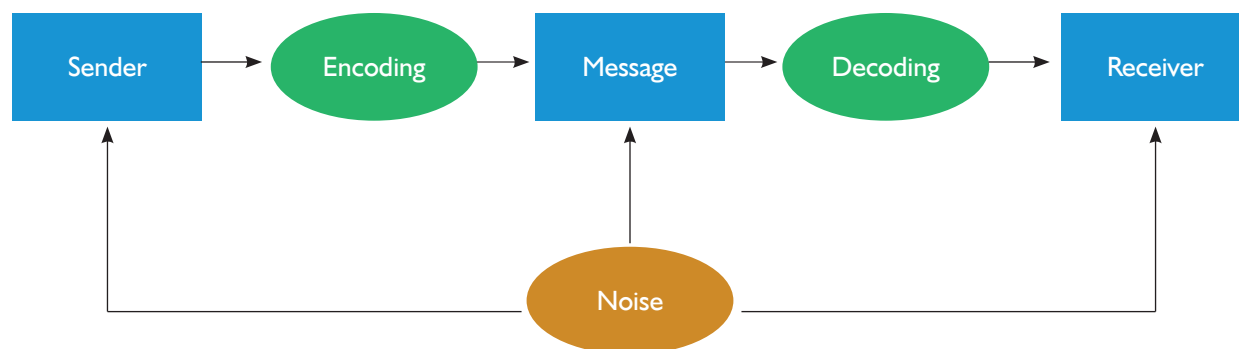 Sender
Encoding
Message
Decoding
Receiver
Noise